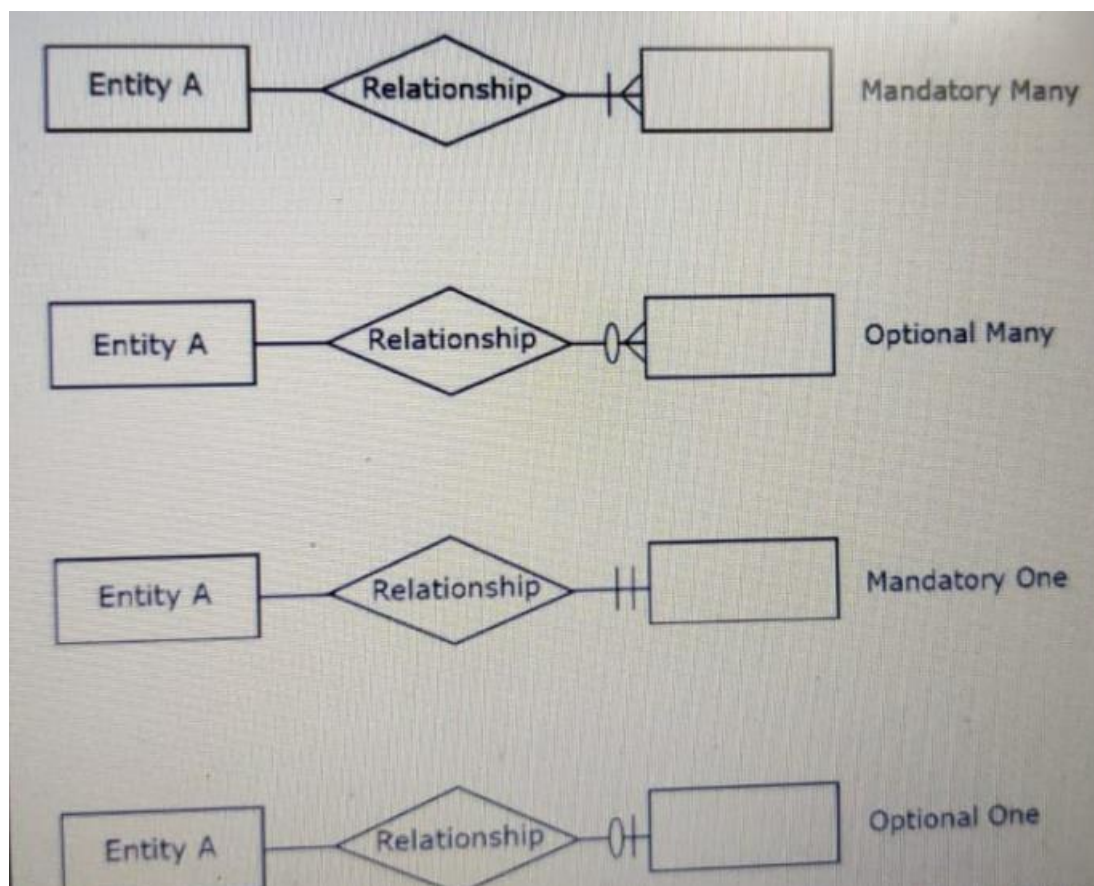 Entity A Relationship Mandatory Many
Entity A Relationship Optional Many
Entity A Relationship Mandatory One
Entity A Relationship Optional One